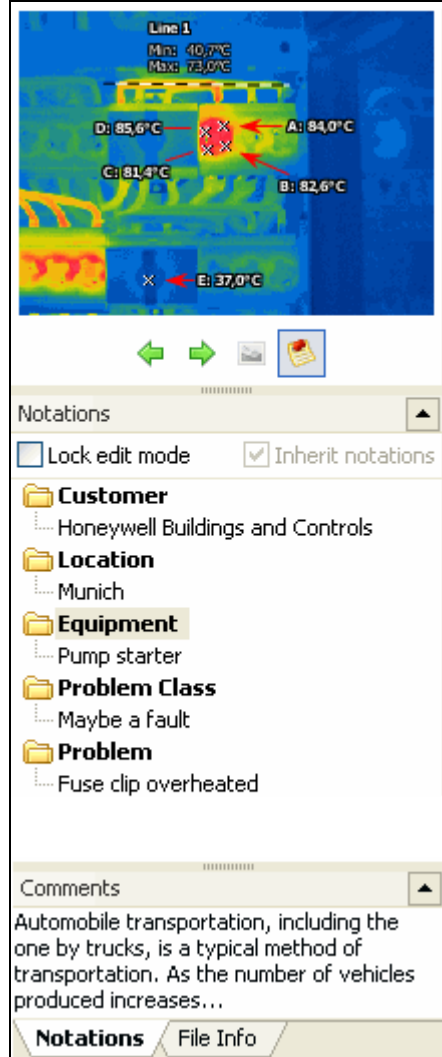 Line 1
Min: 40,7°C
Max: 73,0°C
D: 85,6°C
A: 84,0°C
C: 81,4°C
B: 82,6°C
E: 37,0°C
Notations
Lock edit mode
Inherit notations
Customer
Honeywell Buildings and Controls
Location
Munich
Equipment
Pump starter
Problem Class
Maybe a fault
Problem
Fuse clip overheated
Comments
Automobile transportation, including the
one by trucks, is a typical method of
transportation. As the number of vehicles
produced increases...
Notations
File Info